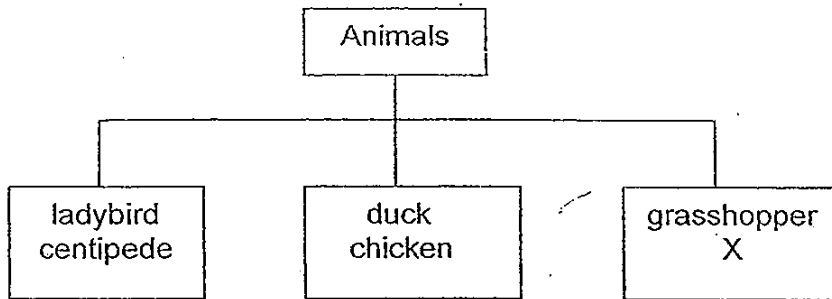 Animals
ladybird
centipede
duck
chicken
grasshopper
X